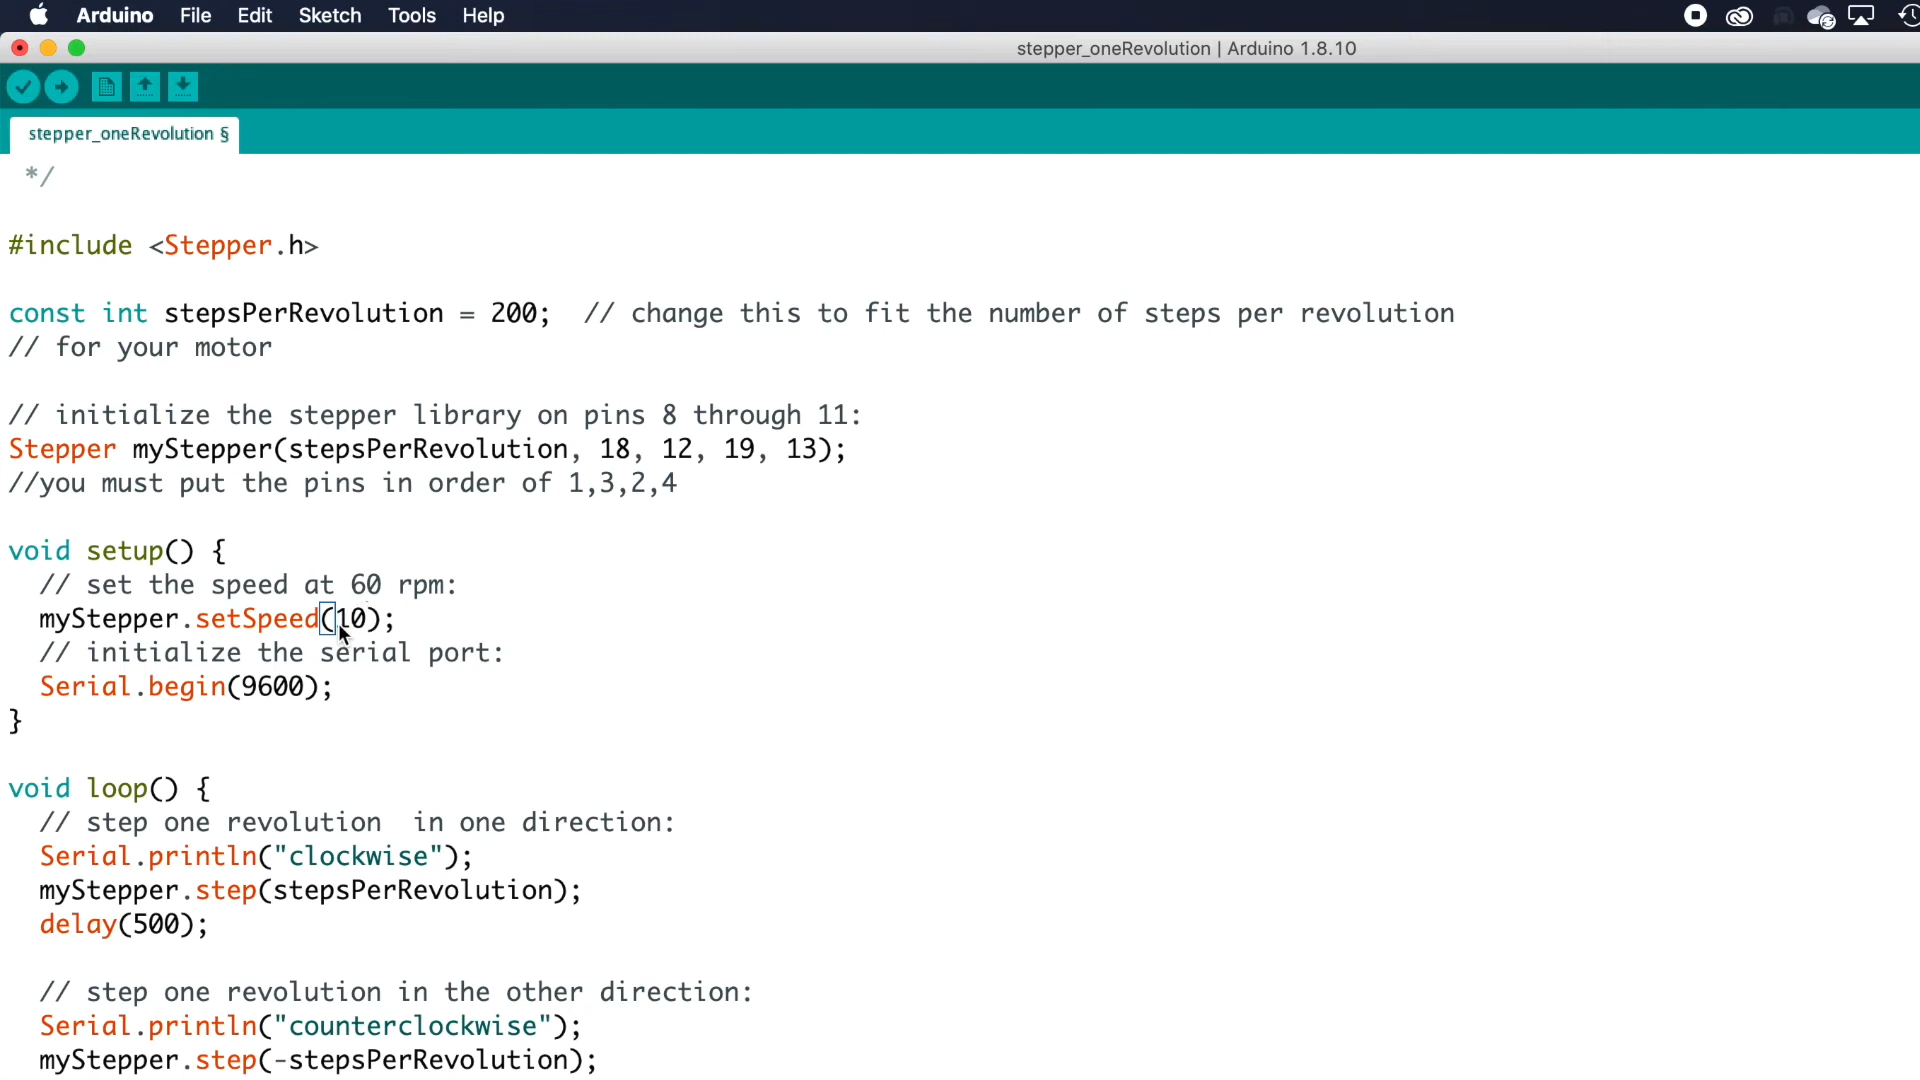 Arduino File Edit Sketch Tools Help
stepper_oneRevolution | Arduino 1.8.10
stepper_oneRevolution §
*/
#include <Stepper.h>
const int stepsPerRevolution = 200;  // change this to fit the number of steps per revolution
// for your motor
// initialize the stepper library on pins 8 through 11:
Stepper myStepper(stepsPerRevolution, 18, 12, 19, 13);
//you must put the pins in order of 1,3,2,4
void setup() {
// set the speed at 60 rpm:
myStepper.setSpeed(10);
// initialize the serial port:
Serial.begin(9600);
}
void loop() {
// step one revolution  in one direction:
Serial.println("clockwise");
myStepper.step(stepsPerRevolution);
delay(500);
// step one revolution in the other direction:
Serial.println("counterclockwise");
myStepper.step(-stepsPerRevolution);